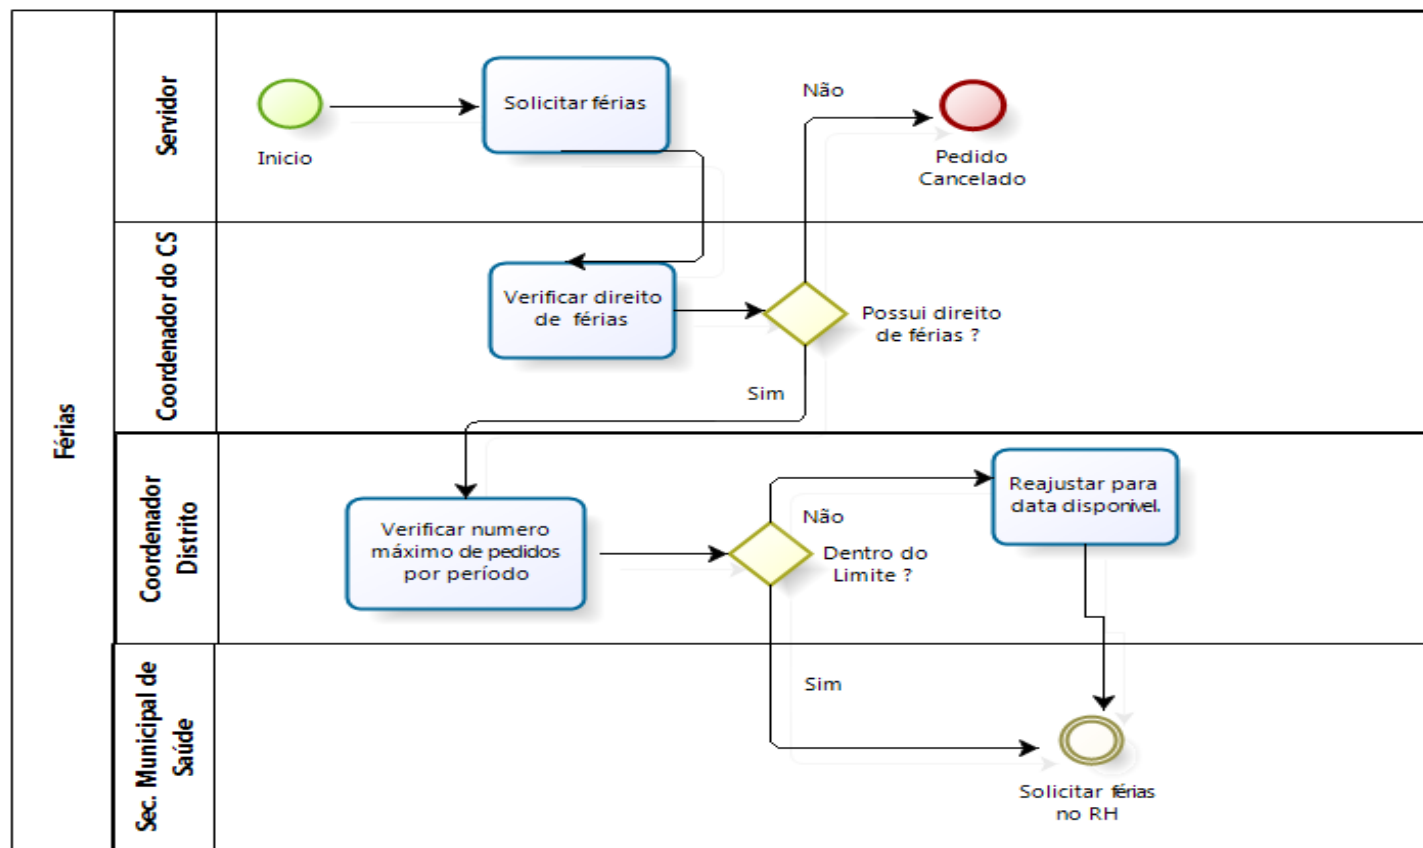 Férias
Servidor
Inicio
Solicitar férias
Não
Pedido
Cancelado
Coordenador do CS
Verificar direito
de férias
Possui direito
de férias ?
Sim
Coordenador
Distrito
Verificar numero
máximo de pedidos
por período
Não
Dentro do
Limite ?
Reajustar para
data disponivel.
Sec. Municipal de
Saúde
Sim
Solicitar férias
no RH